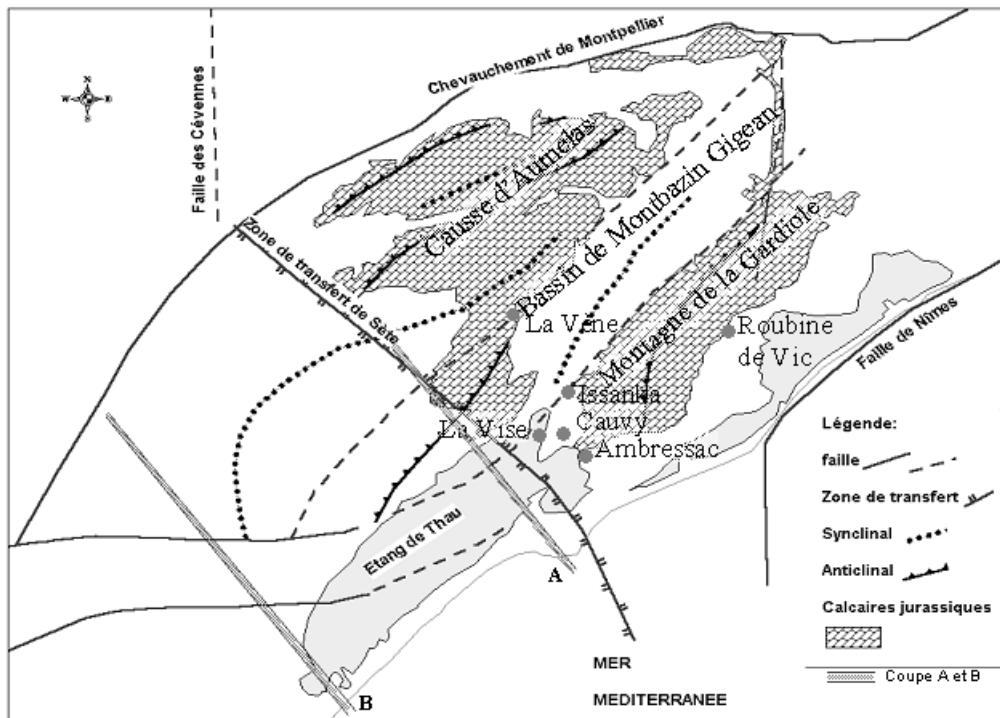 Chevauchement de Montpellier
Faille des Cévennes
N
W E
S
Causse d'Aumelas
Bassin de Montbazin Gigean
Zone de transfert de Sète
Montagne de la Gardiole
La Vène
Roubine
de Vic
Faille de Nîmes
Issanka
Cauvy
La Vise
Ambressac
Etang de Thau
A
B
MER
MEDITERRANEE
Légende:
faille
Zone de transfert
Synclinal
Anticlinal
Calcaires jurassiques
Coupe A et B